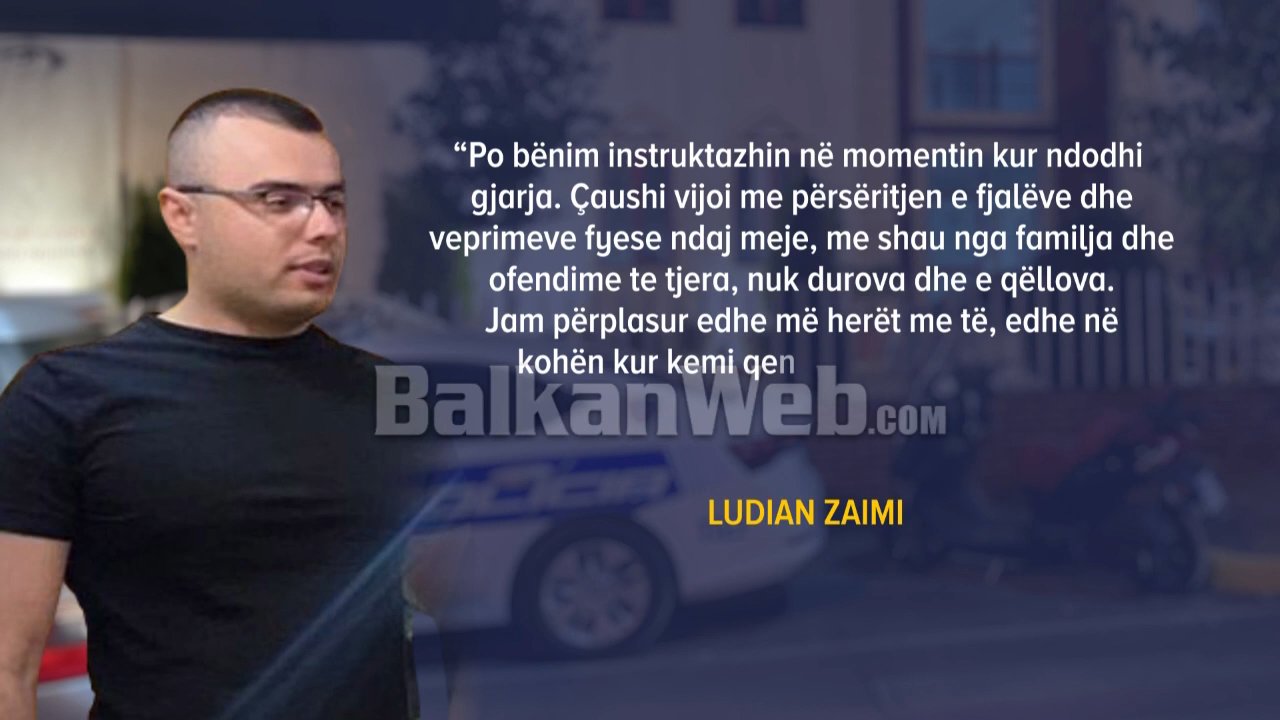 “Po bënim instruktazhin në momentin kur ndodhi
gjarja. Çaushi vijoi me përsëritjen e fjalëve dhe
veprimeve fyese ndaj meje, me shau nga familja dhe
ofendime te tjera, nuk durova dhe e qëllova.
Jam përplasur edhe më herët me të, edhe në
kohën kur kemi qen
BalkanWeb.COM
LUDIAN ZAIMI